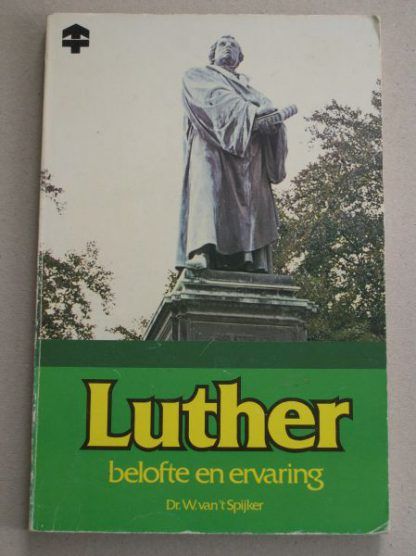 Luther
belofte en ervaring
Dr. W. van 't Spijker